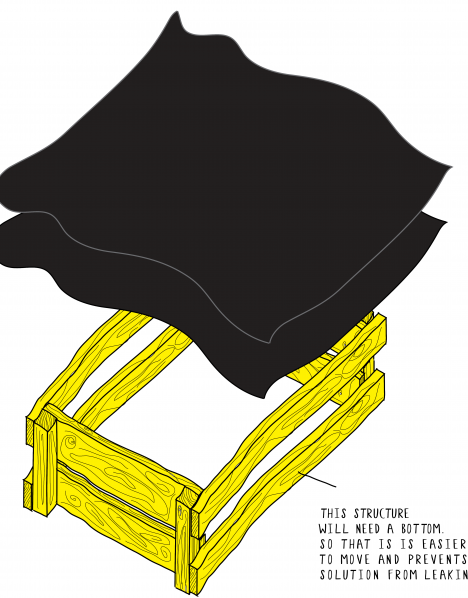 THIS STRUCTURE
WILL NEED A BOTTOM.
SO THAT IS IS EASIER
TO MOVE AND PREVENTS
SOLUTION FROM LEAKIN